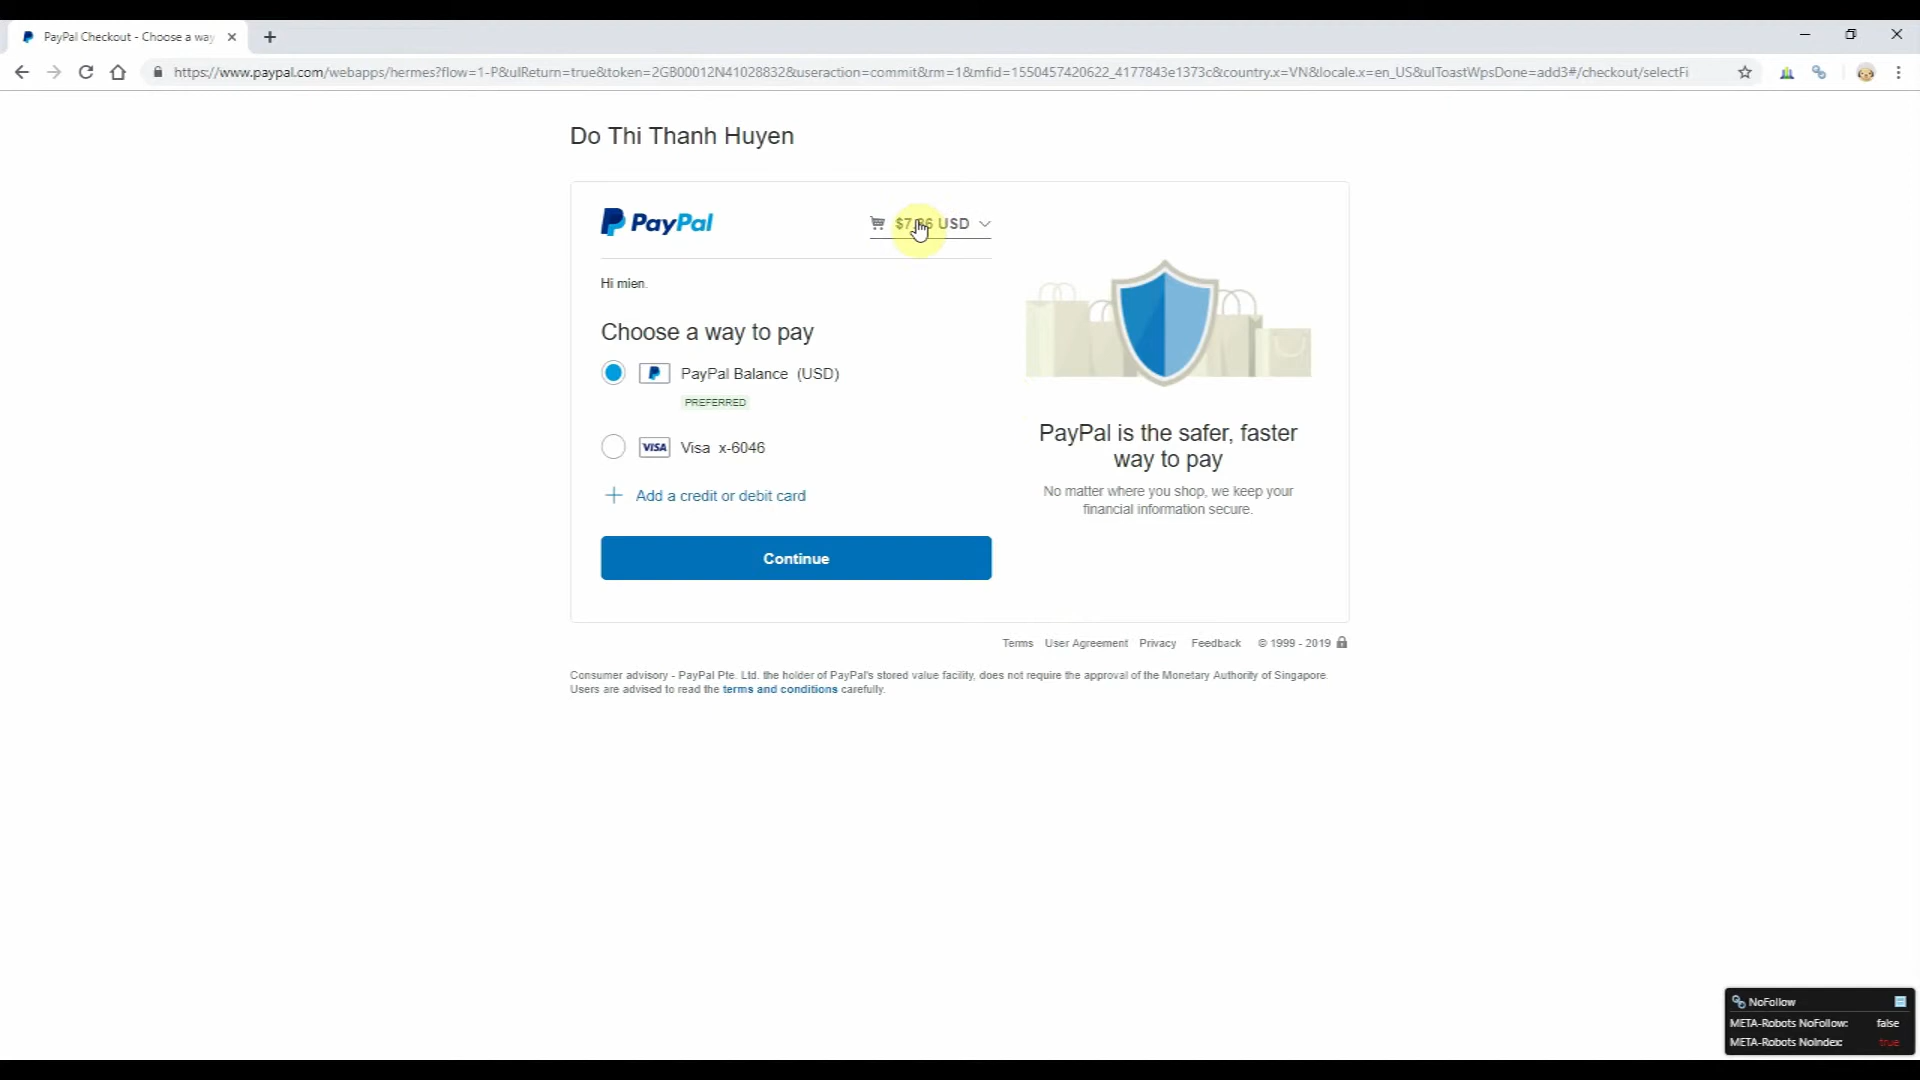 PayPal Checkout - Choose a way
https://www.paypal.com/webapps/hermes?flow=1-P&ulReturn=true&token=2GB00012N41028832&useraction=commit&rm=1&mfid=1550457420622_4177843e1373c&country.x=VN&locale.x=en_US&ulToastWpsDone=add3#/checkout/selectFi
Do Thi Thanh Huyen
PayPal
USD
Hi mien.
Choose a way to pay
PayPal Balance (USD)
PREFERRED
VISA Visa x-6046
Add a credit or debit card
Continue
PayPal is the safer, faster
way to pay
No matter where you shop, we keep your
financial information secure.
Terms User Agreement Privacy Feedback © 1999 - 2019
Consumer advisory - PayPal Pte. Ltd. the holder of PayPal's stored value facility, does not require the approval of the Monetary Authority of Singapore.
Users are advised to read the terms and conditions carefully.
NoFollow
META-Robots NoFollow: false
META-Robots NoIndex: true